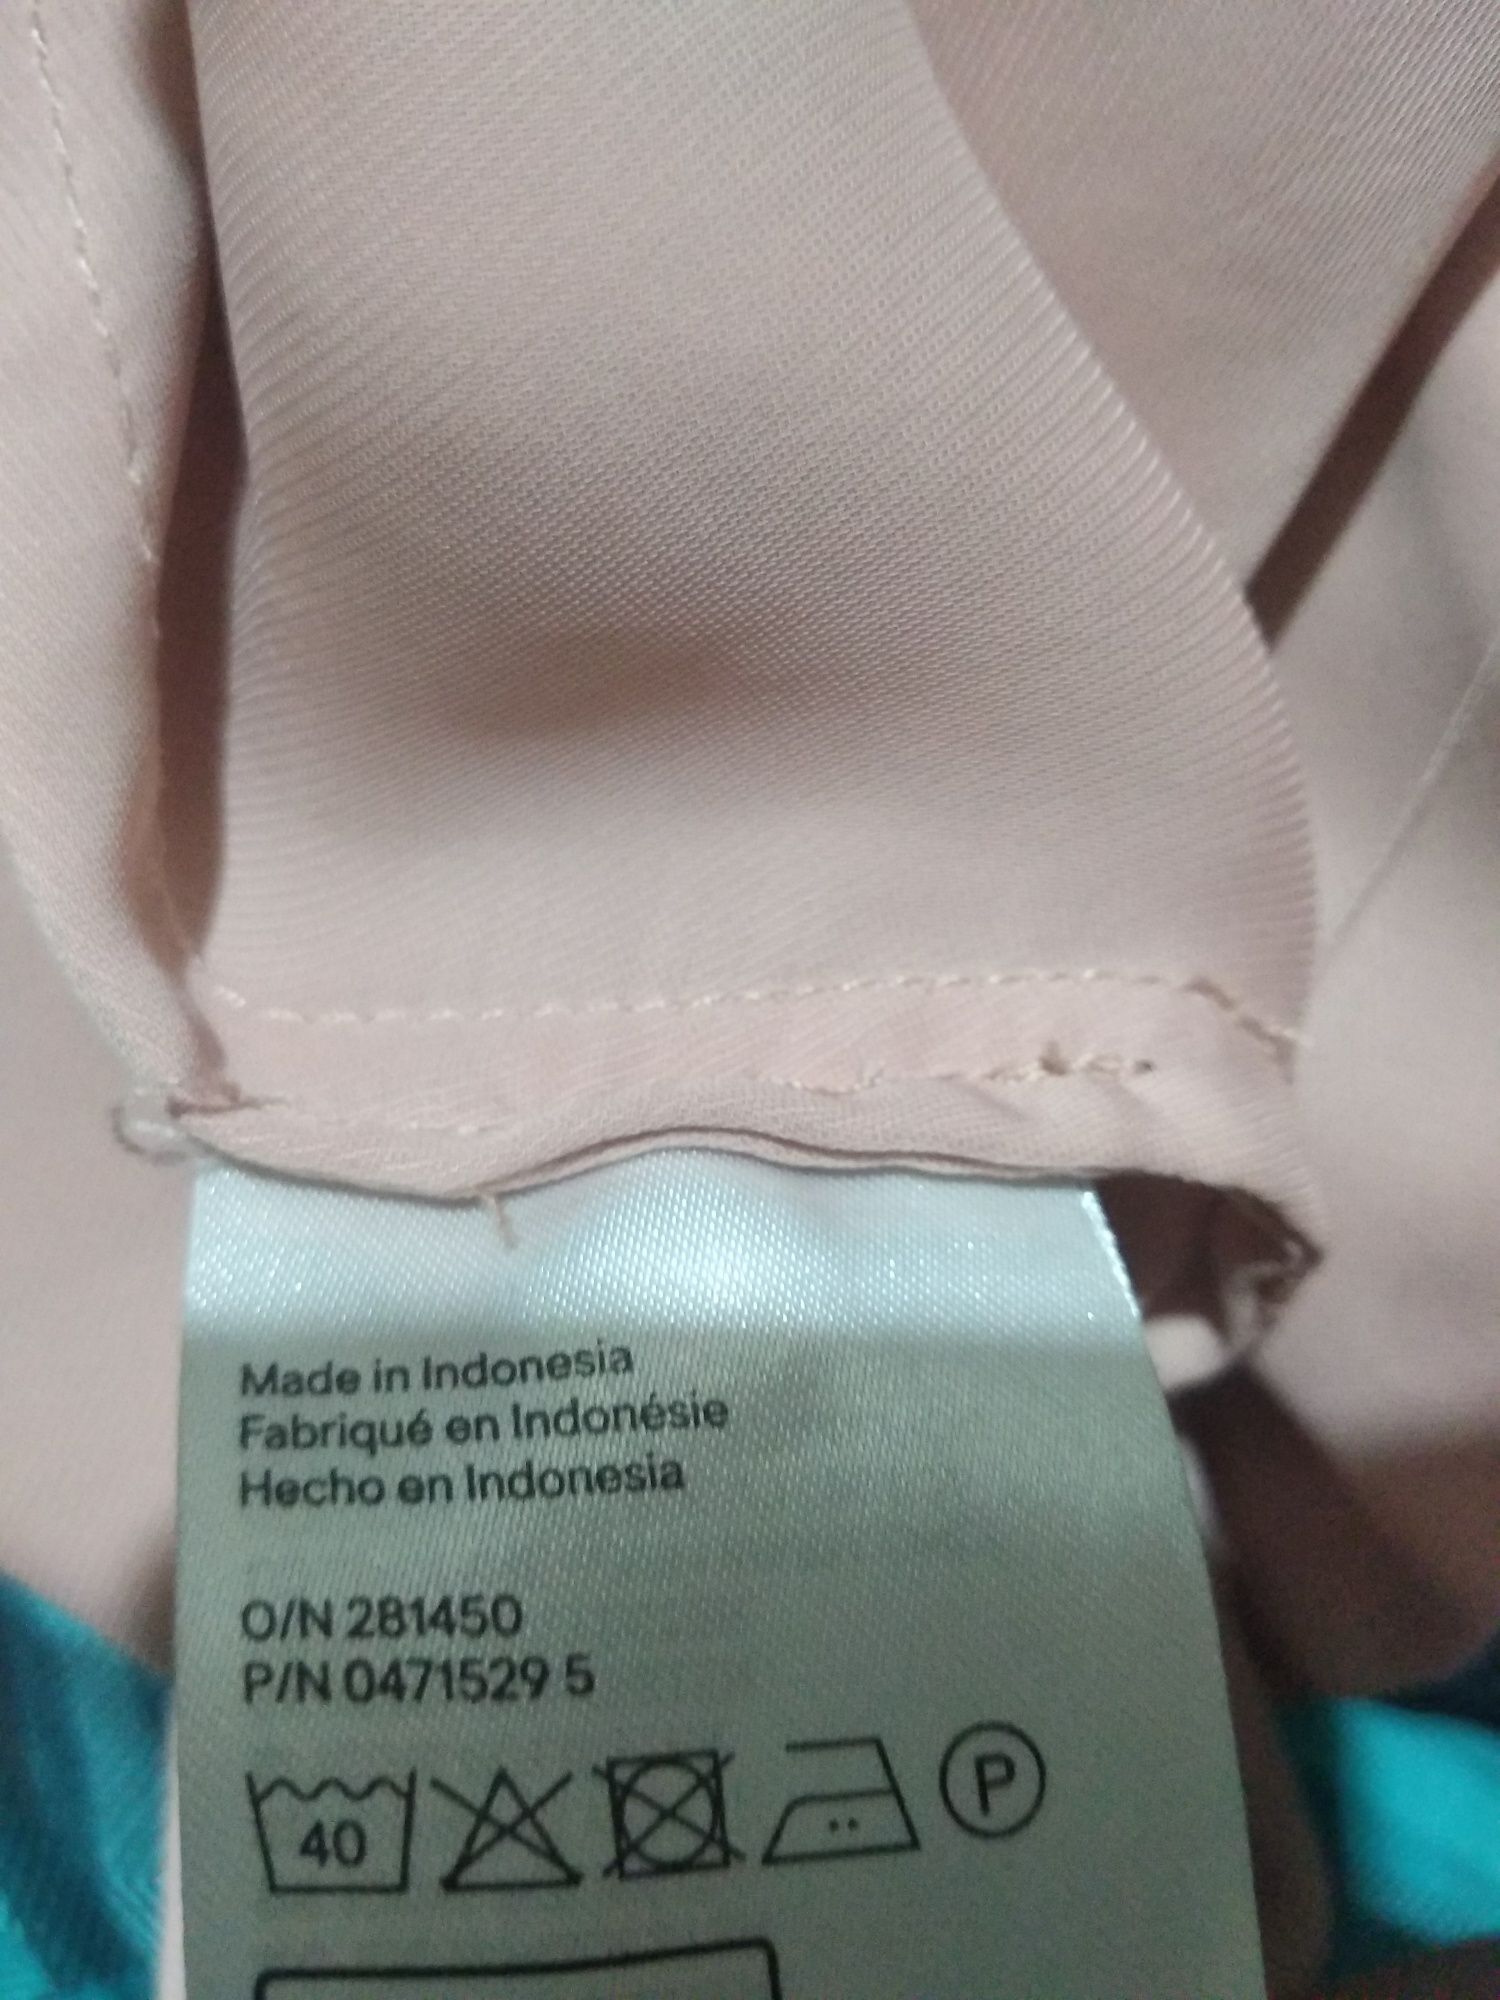 Made in Indonesia
Fabriqué en Indonésie
Hecho en Indonesia
O/N 281450
P/N 0471529 5
40
P